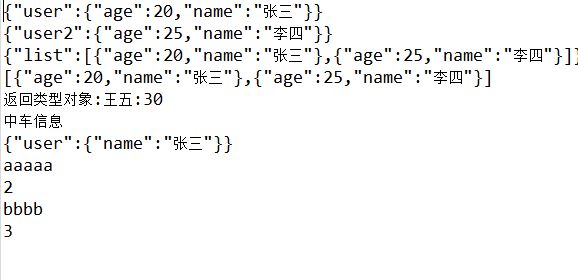 {"user":{"age":20,"name":"张三"}}
{"user2":{"age":25,"name":"李四"}}
{"list":[{"age":20,"name":"张三"},{"age":25,"name":"李四"}]}
[{"age":20,"name":"张三"},{"age":25,"name":"李四"}]
返回类型对象:王五:30
中车信息
{"user":{"name":"张三"}}
aaaaa
2
bbbb
3